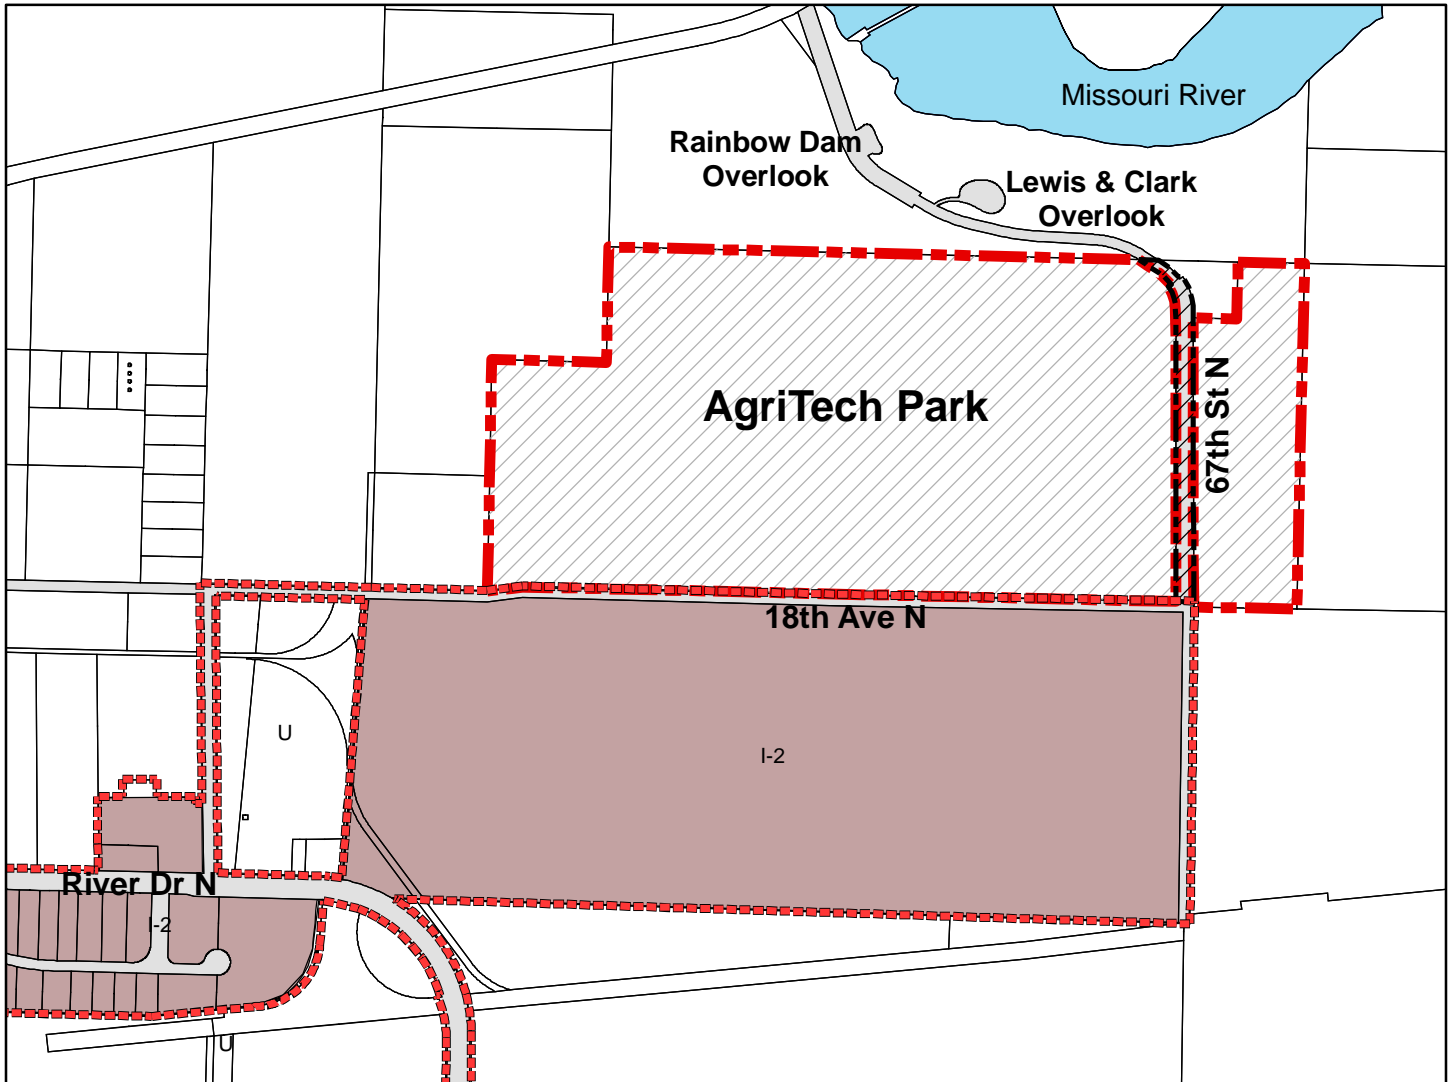 Missouri River
Rainbow Dam
Overlook
Lewis & Clark
Overlook
AgriTech Park
67th St N
18th Ave N
U
I-2
River Dr N
I-2
U